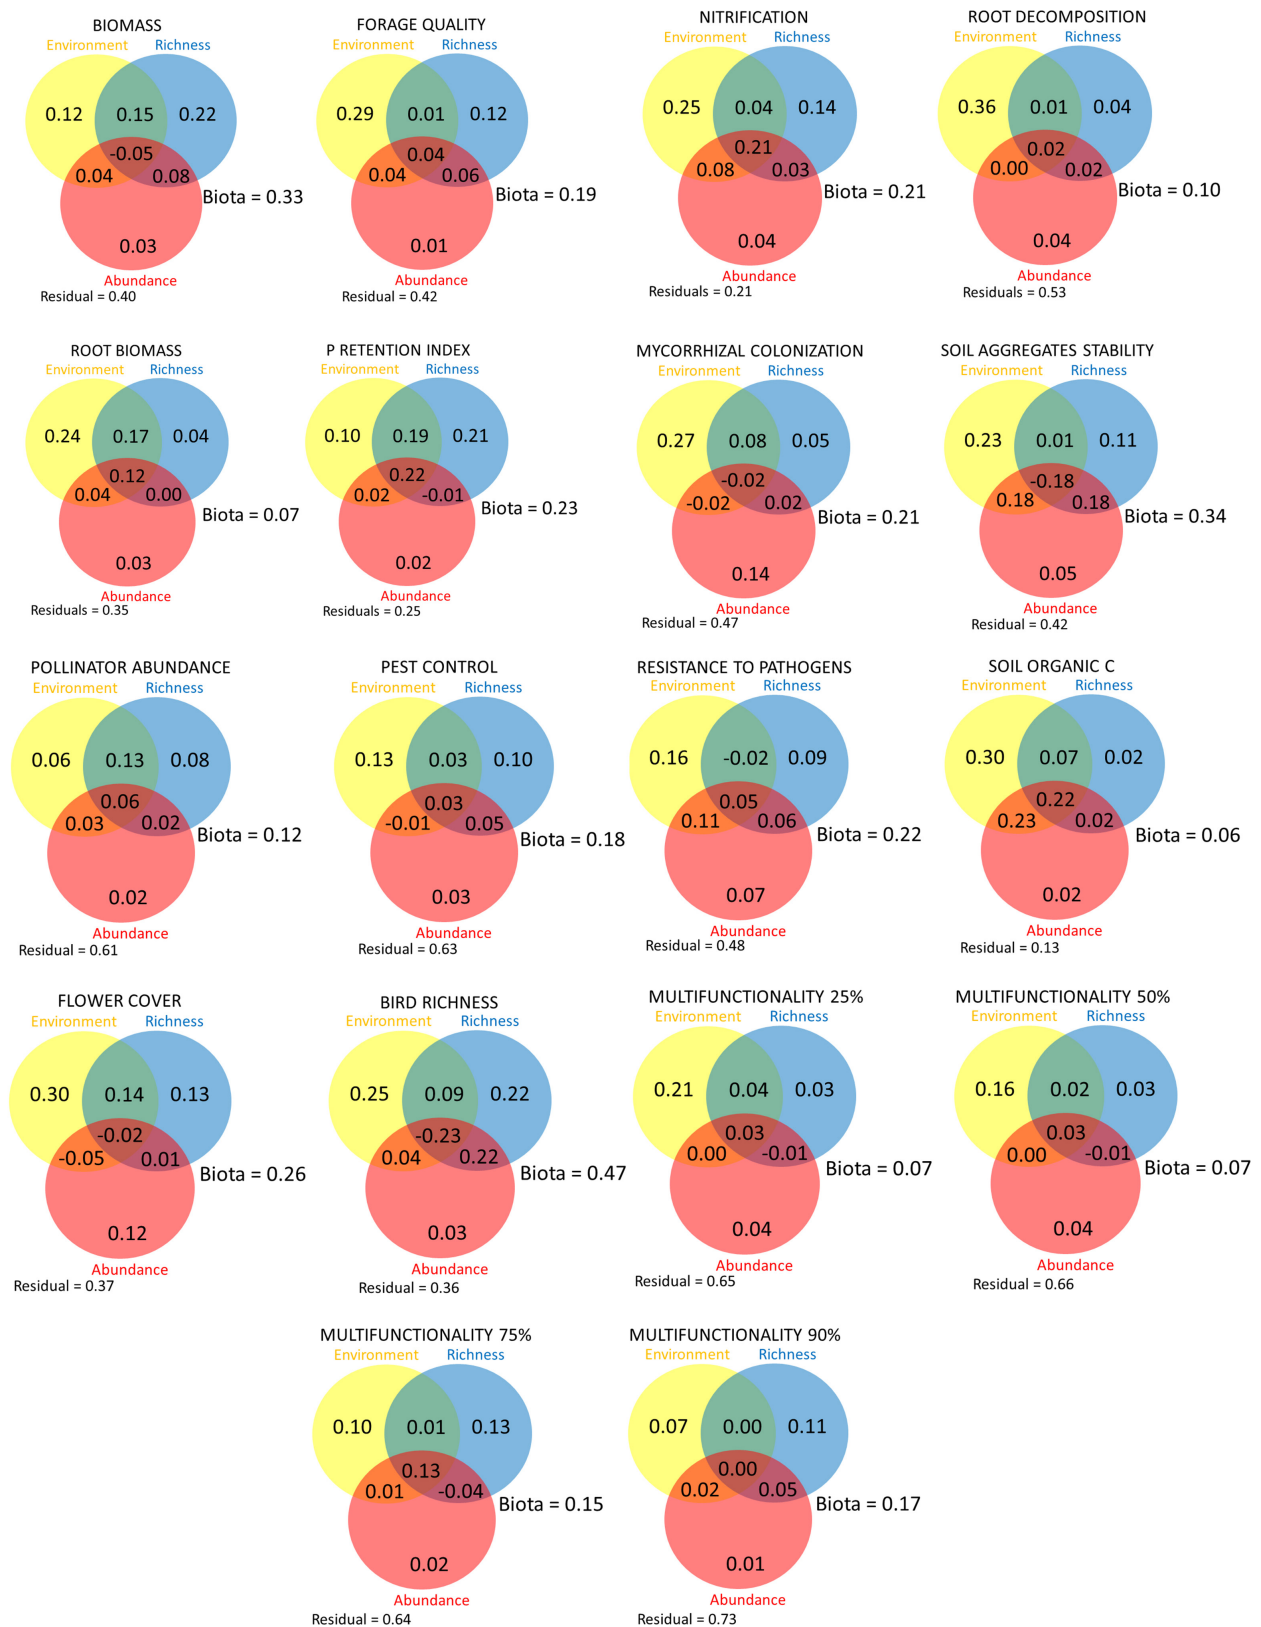 BIOMASS
Environment Richness
0.12 0.15 0.22
-0.05
0.04 0.08
Biota = 0.33
0.03
Abundance
Residual = 0.40
FORAGE QUALITY
Environment Richness
0.29 0.01 0.12
0.04
0.04 0.06
Biota = 0.19
0.01
Abundance
Residual = 0.42
NITRIFICATION
Environment Richness
0.25 0.04 0.14
0.21
0.08 0.03
Biota = 0.21
0.04
Abundance
Residuals = 0.21
ROOT DECOMPOSITION
Environment Richness
0.36 0.01 0.04
0.02
0.00 0.02
Biota = 0.10
0.04
Abundance
Residuals = 0.53
ROOT BIOMASS
Environment Richness
0.24 0.17 0.04
0.12
0.04 0.00
Biota = 0.07
0.03
Abundance
Residuals = 0.35
P RETENTION INDEX
Environment Richness
0.10 0.19 0.21
0.22
0.02 -0.01
Biota = 0.23
0.02
Abundance
Residuals = 0.25
MYCORRHIZAL COLONIZATION
Environment Richness
0.27 0.08 0.05
-0.02
-0.02 0.02
Biota = 0.21
0.14
Abundance
Residual = 0.47
SOIL AGGREGATES STABILITY
Environment Richness
0.23 0.01 0.11
-0.18
0.18 0.18
Biota = 0.34
0.05
Abundance
Residual = 0.42
POLLINATOR ABUNDANCE
Environment Richness
0.06 0.13 0.08
0.06
0.03 0.02
Biota = 0.12
0.02
Abundance
Residual = 0.61
PEST CONTROL
Environment Richness
0.13 0.03 0.10
0.03
-0.01 0.05
Biota = 0.18
0.03
Abundance
Residual = 0.63
RESISTANCE TO PATHOGENS
Environment Richness
0.16 -0.02 0.09
0.05
0.11 0.06
Biota = 0.22
0.07
Abundance
Residual = 0.48
SOIL ORGANIC C
Environment Richness
0.30 0.07 0.02
0.22
0.23 0.02
Biota = 0.06
0.02
Abundance
Residual = 0.13
FLOWER COVER
Environment Richness
0.30 0.14 0.13
-0.02
-0.05 0.01
Biota = 0.26
0.12
Abundance
Residual = 0.37
BIRD RICHNESS
Environment Richness
0.25 0.09 0.22
-0.23
0.04 0.22
Biota = 0.47
0.03
Abundance
Residual = 0.36
MULTIFUNCTIONALITY 25%
Environment Richness
0.21 0.04 0.03
0.03
0.00 -0.01
Biota = 0.07
0.04
Abundance
Residual = 0.65
MULTIFUNCTIONALITY 50%
Environment Richness
0.16 0.02 0.03
0.03
0.00 -0.01
Biota = 0.07
0.04
Abundance
Residual = 0.66
MULTIFUNCTIONALITY 75%
Environment Richness
0.10 0.01 0.13
0.13
0.01 -0.04
Biota = 0.15
0.02
Abundance
Residual = 0.64
MULTIFUNCTIONALITY 90%
Environment Richness
0.07 0.00 0.11
0.00
0.02 0.05
Biota = 0.17
0.01
Abundance
Residual = 0.73